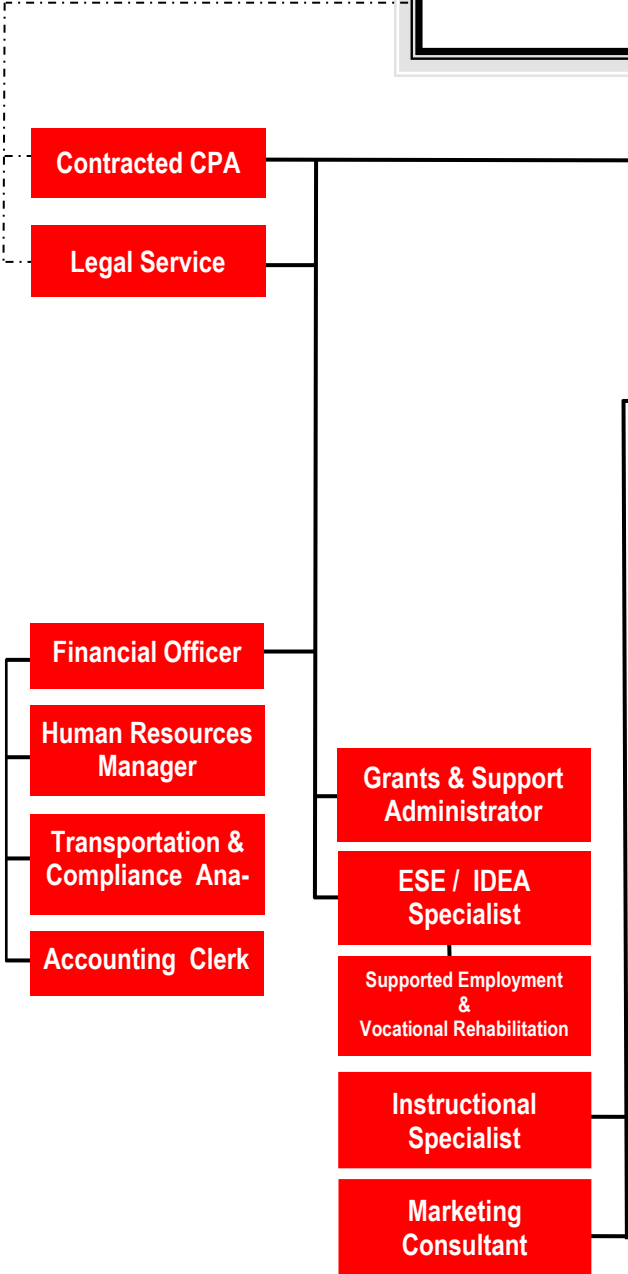 Contracted CPA
Legal Service
Financial Officer
Human Resources
Manager
Transportation &
Compliance Ana-
Accounting Clerk
Grants & Support
Administrator
ESE / IDEA
Specialist
Supported Employment
&
Vocational Rehabilitation
Instructional
Specialist
Marketing
Consultant